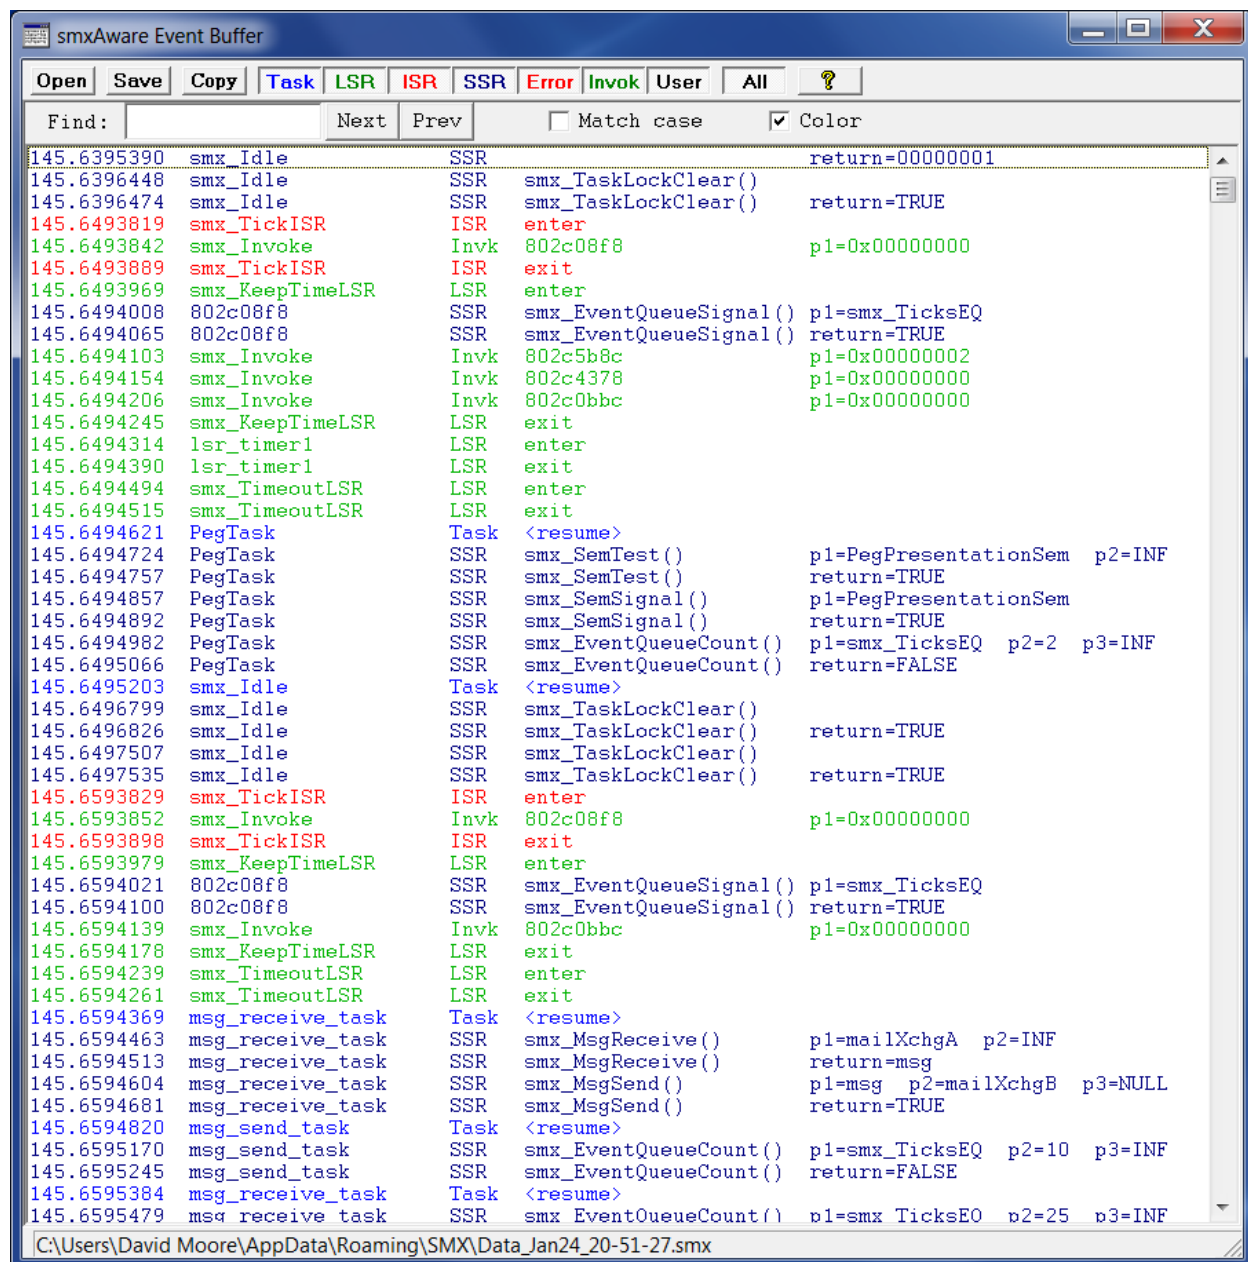 smxAware Event Buffer
Open Save Copy Task LSR ISR SSR Error Invok User All ?
Find: Next Prev Match case Color
145.6395390 smx_Idle SSR return=00000001
145.6396448 smx_Idle SSR smx_TaskLockClear()
145.6396474 smx_Idle SSR smx_TaskLockClear() return=TRUE
145.6493819 smx_TickISR ISR enter
145.6493842 smx_Invoke Invk 802c08f8 p1=0x00000000
145.6493889 smx_TickISR ISR exit
145.6493969 smx_KeepTimeLSR LSR enter
145.6494008 802c08f8 SSR smx_EventQueueSignal() p1=smx_TicksEQ
145.6494065 802c08f8 SSR smx_EventQueueSignal() return=TRUE
145.6494103 smx_Invoke Invk 802c5b8c p1=0x00000002
145.6494154 smx_Invoke Invk 802c4378 p1=0x00000000
145.6494206 smx_Invoke Invk 802c0bbc p1=0x00000000
145.6494245 smx_KeepTimeLSR LSR exit
145.6494314 lsr_timer1 LSR enter
145.6494390 lsr_timer1 LSR exit
145.6494494 smx_TimeoutLSR LSR enter
145.6494515 smx_TimeoutLSR LSR exit
145.6494621 PegTask Task <resume>
145.6494724 PegTask SSR smx_SemTest() p1=PegPresentationSem p2=INF
145.6494757 PegTask SSR smx_SemTest() return=TRUE
145.6494857 PegTask SSR smx_SemSignal() p1=PegPresentationSem
145.6494892 PegTask SSR smx_SemSignal() return=TRUE
145.6494982 PegTask SSR smx_EventQueueCount() p1=smx_TicksEQ p2=2 p3=INF
145.6495066 PegTask SSR smx_EventQueueCount() return=FALSE
145.6495203 smx_Idle Task <resume>
145.6496799 smx_Idle SSR smx_TaskLockClear()
145.6496826 smx_Idle SSR smx_TaskLockClear() return=TRUE
145.6497507 smx_Idle SSR smx_TaskLockClear()
145.6497535 smx_Idle SSR smx_TaskLockClear() return=TRUE
145.6593829 smx_TickISR ISR enter
145.6593852 smx_Invoke Invk 802c08f8 p1=0x00000000
145.6593898 smx_TickISR ISR exit
145.6593979 smx_KeepTimeLSR LSR enter
145.6594021 802c08f8 SSR smx_EventQueueSignal() p1=smx_TicksEQ
145.6594100 802c08f8 SSR smx_EventQueueSignal() return=TRUE
145.6594139 smx_Invoke Invk 802c0bbc p1=0x00000000
145.6594178 smx_KeepTimeLSR LSR exit
145.6594239 smx_TimeoutLSR LSR enter
145.6594261 smx_TimeoutLSR LSR exit
145.6594369 msg_receive_task Task <resume>
145.6594463 msg_receive_task SSR smx_MsgReceive() p1=mailXchgA p2=INF
145.6594513 msg_receive_task SSR smx_MsgReceive() return=msg
145.6594604 msg_receive_task SSR smx_MsgSend() p1=msg p2=mailXchgB p3=NULL
145.6594681 msg_receive_task SSR smx_MsgSend() return=TRUE
145.6594820 msg_send_task Task <resume>
145.6595170 msg_send_task SSR smx_EventQueueCount() p1=smx_TicksEQ p2=10 p3=INF
145.6595245 msg_send_task SSR smx_EventQueueCount() return=FALSE
145.6595384 msg_receive_task Task <resume>
145.6595479 msg_receive_task SSR smx_EventQueueCount() p1=smx_TicksEQ p2=25 p3=INF
C:\Users\David Moore\AppData\Roaming\SMX\Data_Jan24_20-51-27.smx